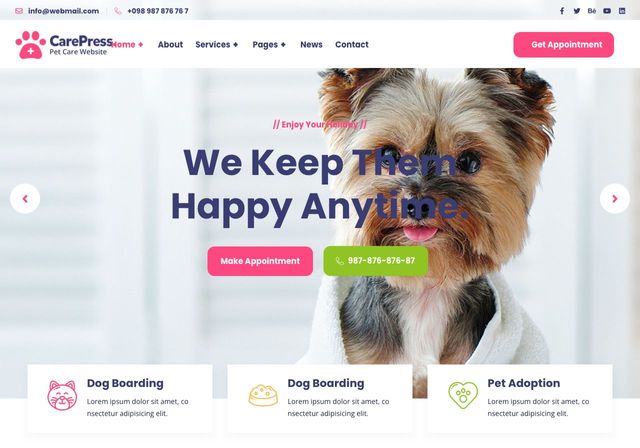 info@webmail.com +098 987 876 76 7
CarePress
Pet Care Website
Home + About Services + Pages + News Contact
Get Appointment
// Enjoy Your Holiday //
We Keep Them
Happy Anytime.
Make Appointment
987-876-876-87
Dog Boarding
Lorem ipsum dolor sit amet, co
nsectetur adipisicing elit.
Dog Boarding
Lorem ipsum dolor sit amet, co
nsectetur adipisicing elit.
Pet Adoption
Lorem ipsum dolor sit amet, co
nsectetur adipisicing elit.